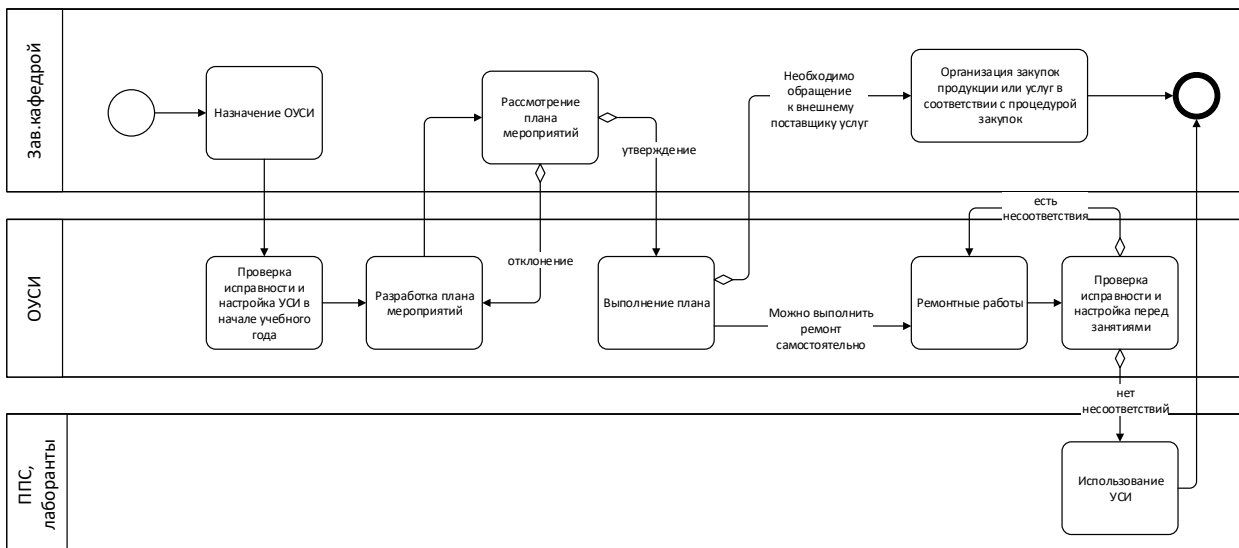 Зав.кафедрой
Назначение ОУСИ
Рассмотрение
плана
мероприятий
утверждение
отклонение
Необходимо
обращение
к внешнему
поставщику услуг
Организация закупок
продукции или услуг в
соответствии с процедурой
закупок
ОУСИ
Проверка
исправности и
настройка УСИ в
начале учебного
года
Разработка плана
мероприятий
Выполнение плана
Можно выполнить
ремонт
самостоятельно
Ремонтные работы
есть
несоответствия
Проверка
исправности и
настройка перед
занятиями
нет
несоответствий
ППС,
лаборанты
Использование
УСИ